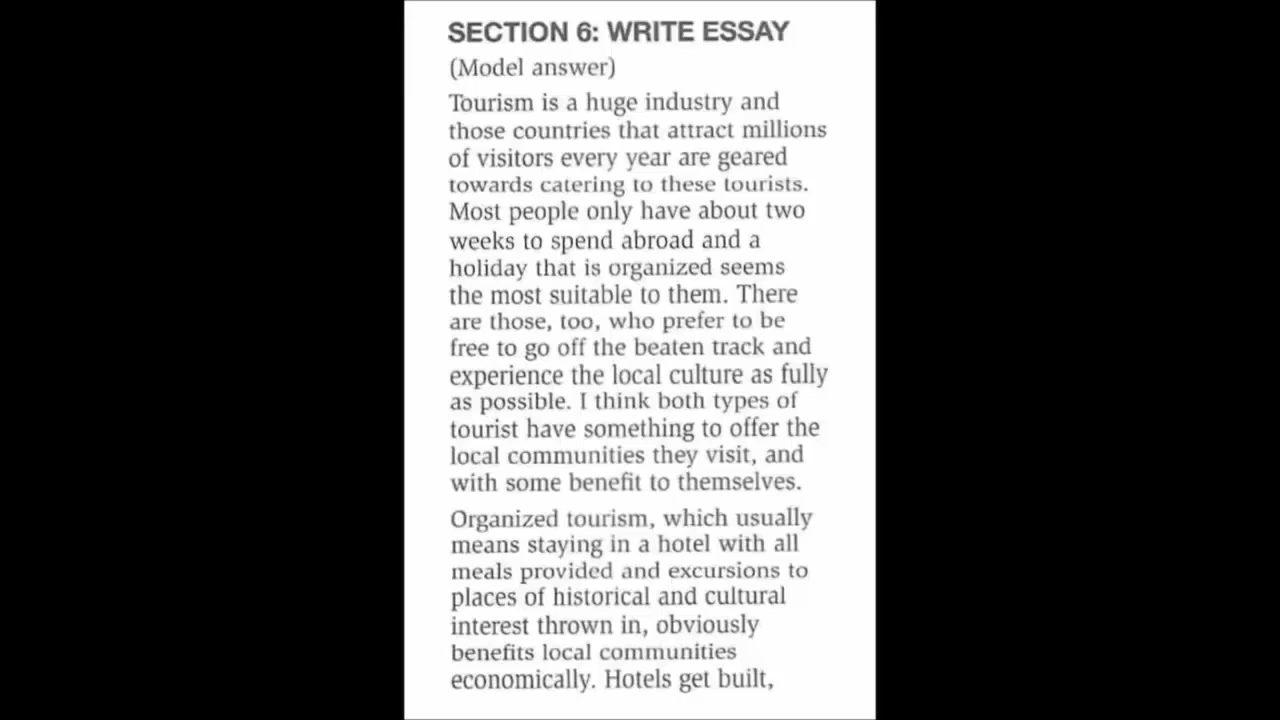 SECTION 6: WRITE ESSAY
(Model answer)
Tourism is a huge industry and
those countries that attract millions
of visitors every year are geared
towards catering to these tourists.
Most people only have about two
weeks to spend abroad and a
holiday that is organized seems
the most suitable to them. There
are those, too, who prefer to be
free to go off the beaten track and
experience the local culture as fully
as possible. I think both types of
tourist have something to offer the
local communities they visit, and
with some benefit to themselves.
Organized tourism, which usually
means staying in a hotel with all
meals provided and excursions to
places of historical and cultural
interest thrown in, obviously
benefits local communities
economically. Hotels get built,